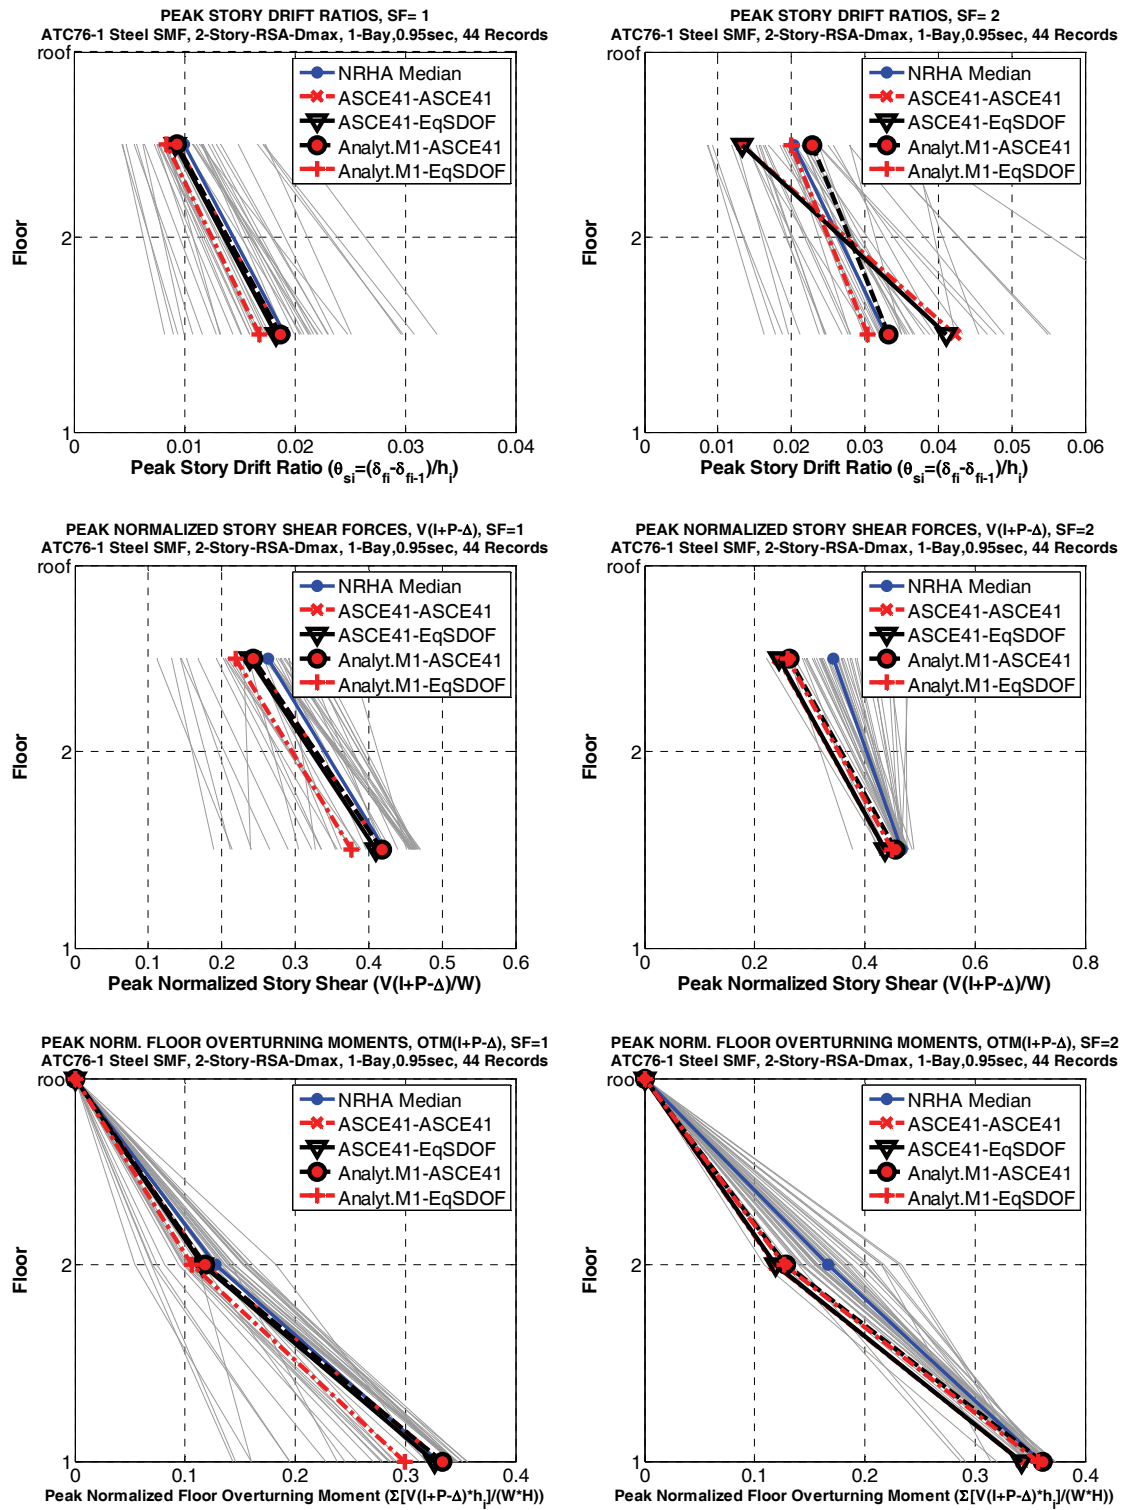 PEAK STORY DRIFT RATIOS, SF= 1
ATC76-1 Steel SMF, 2-Story-RSA-Dmax, 1-Bay,0.95sec, 44 Records
roof
NRHA Median
ASCE41-ASCE41
ASCE41-EqSDOF
Analyt.M1-ASCE41
Analyt.M1-EqSDOF
Floor
2
1
0 0.01 0.02 0.03 0.04
Peak Story Drift Ratio (θsi=(δfi-δfi-1)/hi)
PEAK STORY DRIFT RATIOS, SF= 2
ATC76-1 Steel SMF, 2-Story-RSA-Dmax, 1-Bay,0.95sec, 44 Records
roof
NRHA Median
ASCE41-ASCE41
ASCE41-EqSDOF
Analyt.M1-ASCE41
Analyt.M1-EqSDOF
Floor
2
1
0 0.01 0.02 0.03 0.04 0.05 0.06
Peak Story Drift Ratio (θsi=(δfi-δfi-1)/hi)
PEAK NORMALIZED STORY SHEAR FORCES, V(I+P-Δ), SF=1
ATC76-1 Steel SMF, 2-Story-RSA-Dmax, 1-Bay,0.95sec, 44 Records
roof
NRHA Median
ASCE41-ASCE41
ASCE41-EqSDOF
Analyt.M1-ASCE41
Analyt.M1-EqSDOF
Floor
2
1
0 0.1 0.2 0.3 0.4 0.5 0.6
Peak Normalized Story Shear (V(I+P-Δ)/W)
PEAK NORMALIZED STORY SHEAR FORCES, V(I+P-Δ), SF=2
ATC76-1 Steel SMF, 2-Story-RSA-Dmax, 1-Bay,0.95sec, 44 Records
roof
NRHA Median
ASCE41-ASCE41
ASCE41-EqSDOF
Analyt.M1-ASCE41
Analyt.M1-EqSDOF
Floor
2
1
0 0.2 0.4 0.6 0.8
Peak Normalized Story Shear (V(I+P-Δ)/W)
PEAK NORM. FLOOR OVERTURNING MOMENTS, OTM(I+P-Δ), SF=1
ATC76-1 Steel SMF, 2-Story-RSA-Dmax, 1-Bay,0.95sec, 44 Records
roof
NRHA Median
ASCE41-ASCE41
ASCE41-EqSDOF
Analyt.M1-ASCE41
Analyt.M1-EqSDOF
Floor
2
1
0 0.1 0.2 0.3 0.4
Peak Normalized Floor Overturning Moment (Σ[V(I+P-Δ)*hi]/(W*H))
PEAK NORM. FLOOR OVERTURNING MOMENTS, OTM(I+P-Δ), SF=2
ATC76-1 Steel SMF, 2-Story-RSA-Dmax, 1-Bay,0.95sec, 44 Records
roof
NRHA Median
ASCE41-ASCE41
ASCE41-EqSDOF
Analyt.M1-ASCE41
Analyt.M1-EqSDOF
Floor
2
1
0 0.1 0.2 0.3 0.4
Peak Normalized Floor Overturning Moment (Σ[V(I+P-Δ)*hi]/(W*H))